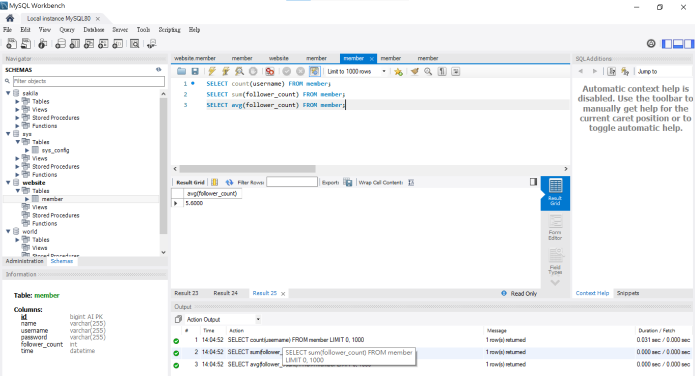 MySQL Workbench
Local instance MySQL80 ×
File Edit View Query Database Server Tools Scripting Help
Navigator
SCHEMAS
Filter objects
sakila
Tables
Views
Stored Procedures
Functions
sys
Tables
sys_config
Views
Stored Procedures
Functions
website
Tables
member
Views
Stored Procedures
Functions
world
Tables
Views
Stored Procedures
Administration Schemas
Information
Table: member
Columns:
id bigint AI PK
name varchar(255)
username varchar(255)
password varchar(255)
follower_count int
time datetime
website.member member website member member × member member
Limit to 1000 rows
1 SELECT count(username) FROM member;
2 SELECT sum(follower_count) FROM member;
3 SELECT avg(follower_count) FROM member;
Result Grid Filter Rows: Export: Wrap Cell Content:
avg(follower_count)
5.6000
Result Grid
Form Editor
Field Types
Result 23 Result 24 Result 25 × Read Only
Output
Action Output
# Time Action Message Duration / Fetch
1 14:04:52 SELECT count(username) FROM member LIMIT 0, 1000 1 row(s) returned 0.031 sec / 0.000 sec
2 14:04:52 SELECT sum(follower_ 1 row(s) returned 0.000 sec / 0.000 sec
3 14:04:52 SELECT avg(follower_ 1 row(s) returned 0.000 sec / 0.000 sec
SELECT sum(follower_count) FROM member
LIMIT 0, 1000
SQLAdditions
Jump to
Automatic context help is
disabled. Use the toolbar to
manually get help for the
current caret position or to
toggle automatic help.
Context Help Snippets